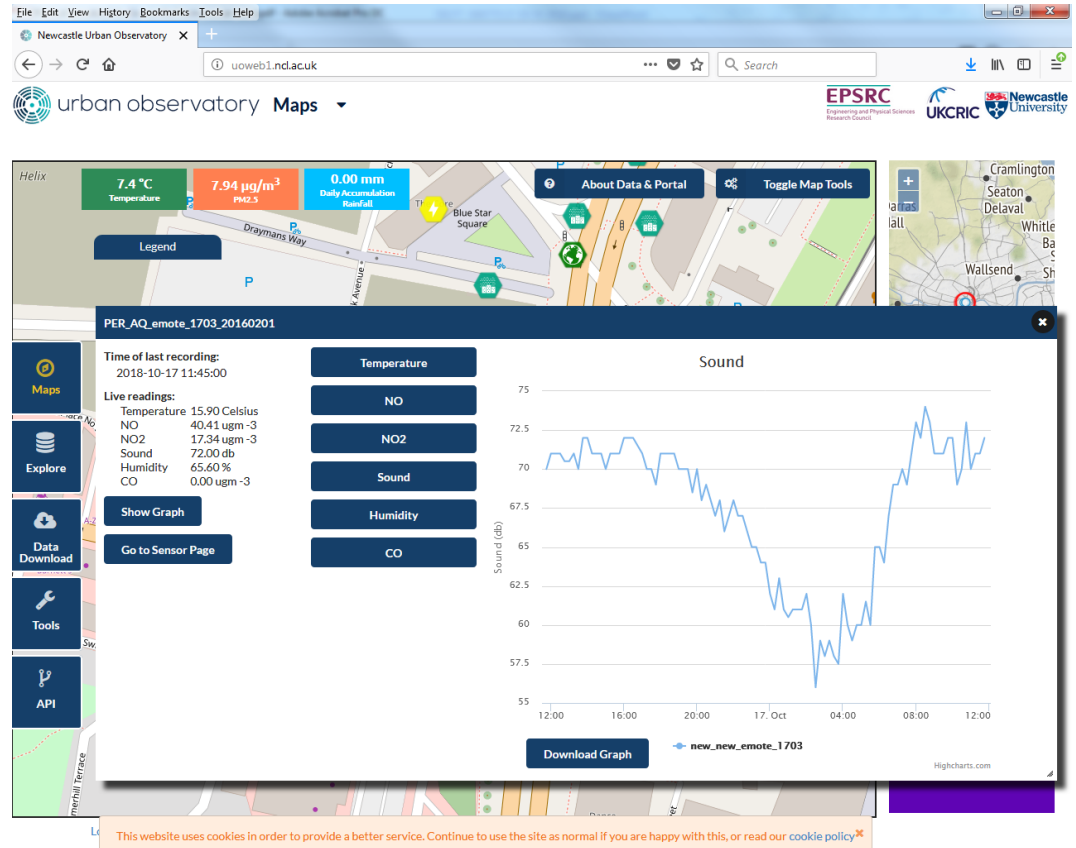 File Edit View History Bookmarks Tools Help
Newcastle Urban Observatory
uoweb1.ncl.ac.uk
Search
urban observatory Maps
EPSRC
Engineering and Physical Sciences
Research Council
UKCRIC
Newcastle
University
Helix
7.4 °C
Temperature
7.94 µg/m3
PM2.5
0.00 mm
Daily Accumulation
Rainfall
About Data & Portal
Toggle Map Tools
Blue Star
Square
Draymans Way
Legend
P
P
P
P
P
k Avenue
Cramlington
Seaton
Delaval
Whitle
Wallsend
Sh
PER_AQ_emote_1703_20160201
Time of last recording:
2018-10-17 11:45:00
Live readings:
Temperature 15.90 Celsius
NO 40.41 ugm -3
NO2 17.34 ugm -3
Sound 72.00 db
Humidity 65.60 %
CO 0.00 ugm -3
Show Graph
Go to Sensor Page
Temperature
NO
NO2
Sound
Humidity
CO
Sound
75
72.5
70
67.5
65
62.5
60
57.5
55
Sound (db)
12:00 16:00 20:00 17. Oct 04:00 08:00 12:00
new_new_emote_1703
Download Graph
Highcharts.com
Maps
Explore
Data
Download
Tools
API
merhill Terrace
This website uses cookies in order to provide a better service. Continue to use the site as normal if you are happy with this, or read our cookie policy